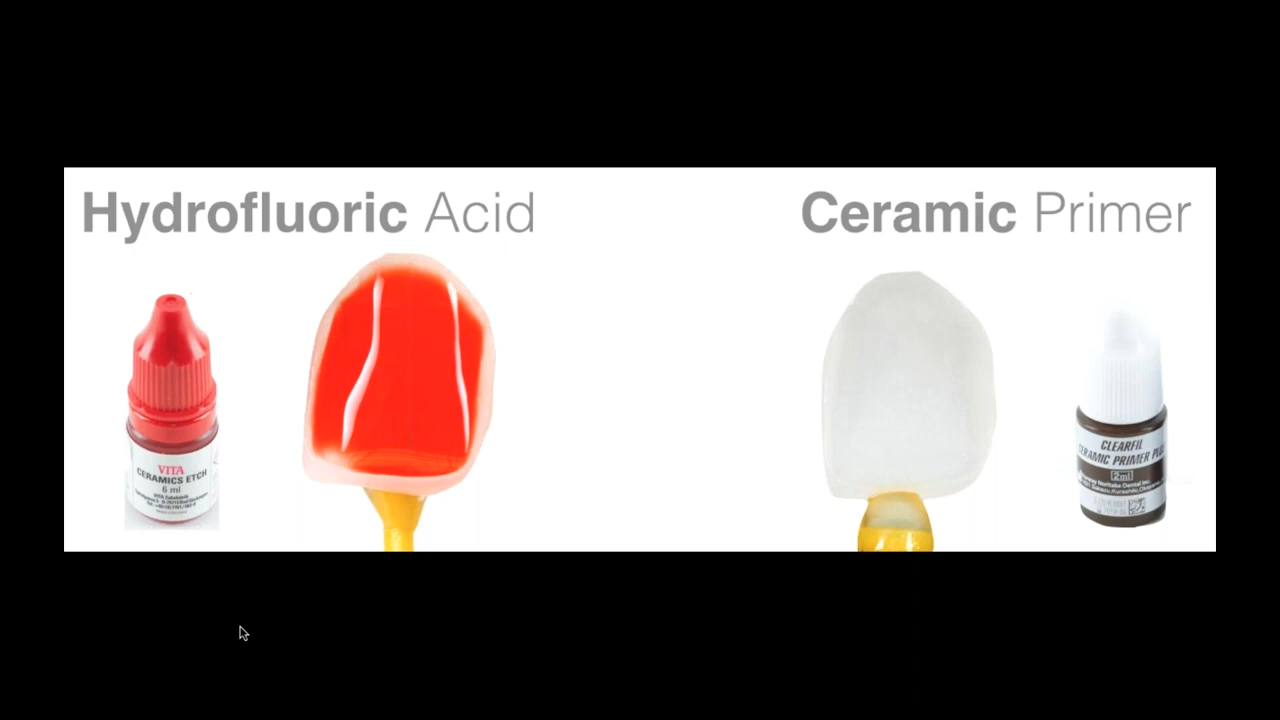 Hydrofluoric Acid
Ceramic Primer
VITA
CERAMICS ETCH
6 ml
CLEARFIL
CERAMIC PRIMER PLUS
2ml